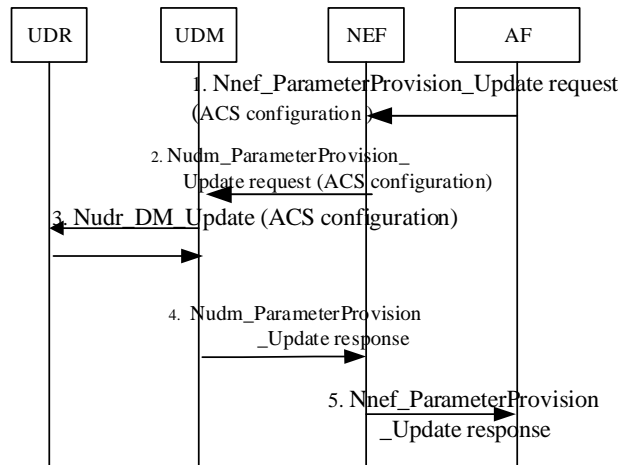 UDR UDM NEF AF
1. Nnef_ParameterProvision_Update request
(ACS configuration )
2. Nudm_ParameterProvision_
Update request (ACS configuration)
3. Nudr_DM_Update (ACS configuration)
4. Nudm_ParameterProvision
_Update response
5. Nnef_ParameterProvision
_Update response